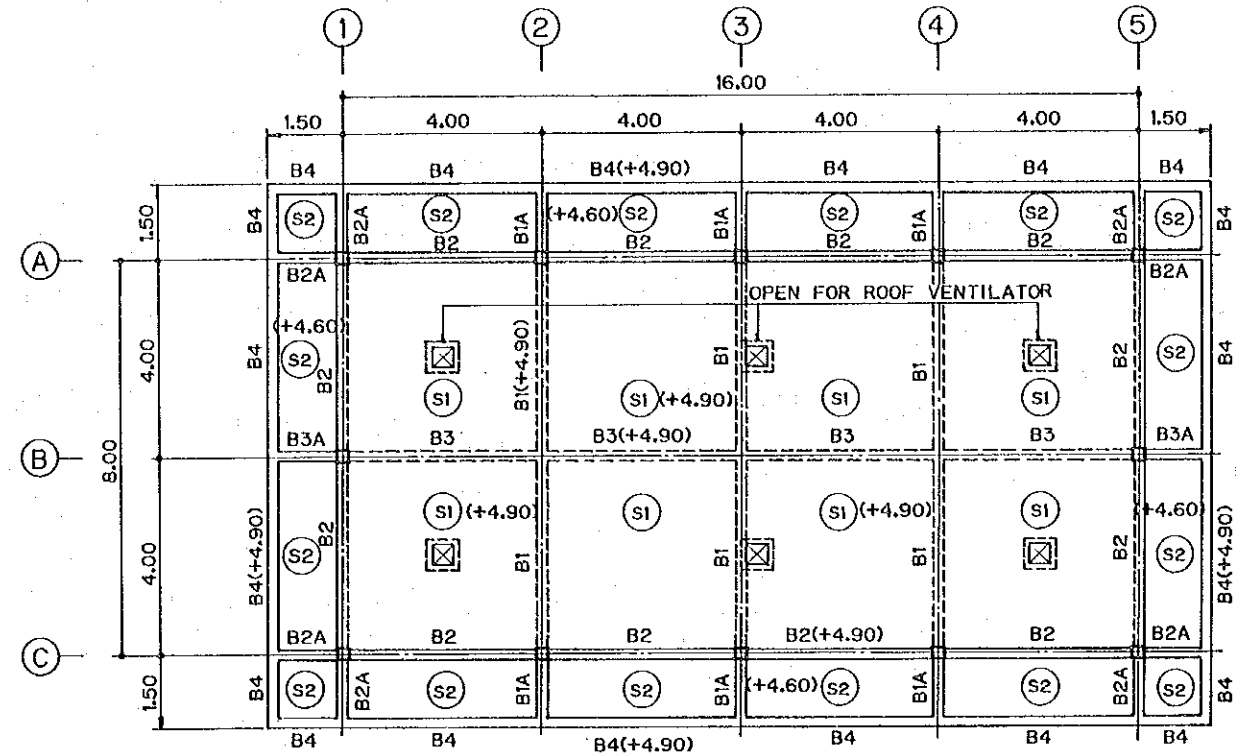 1 2 3 4 5
16.00
1.50 4.00 4.00 4.00 4.00 1.50
B4 B4 B4(+4.90) B4 B4 B4
1.50 B4 S2 B2A S2 B1A (+4.60) S2 B1A S2 B1A S2 B2A S2 B4
B2 B2 B2 B2
A
B2A B2A
OPEN FOR ROOF VENTILATOR
(+4.60)
4.00 B4 S2 B2 B1(+4.90) B1 B1 B2 S2 B4
S1 S1 (+4.90) S1 S1
B3A B3 B3(+4.90) B3 B3 B3A
B
8.00
S1 (+4.90) S1 S1 (+4.90) S1 (+4.60)
4.00 B4(+4.90) S2 B2 B1 B1 B1 B2 S2 B4(+4.90)
B2A B2 B2 B2(+4.90) B2 B2A
C
1.50 B4 S2 B2A S2 B1A S2 B1A (+4.60) S2 B1A S2 B2A S2 B4
B4 B4 B4(+4.90) B4 B4 B4